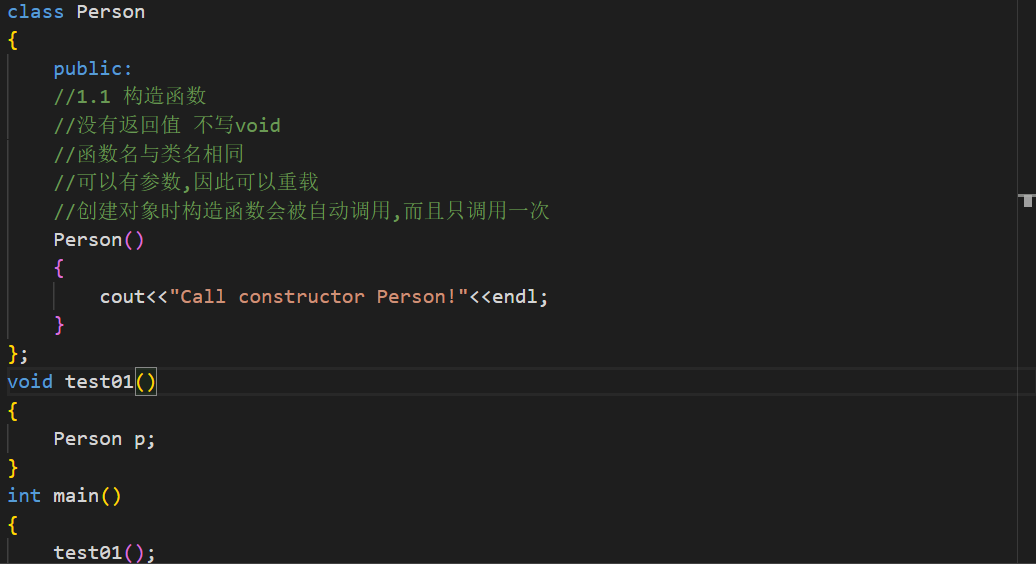 class Person
{
    public:
    //1.1 构造函数
    //没有返回值 不写void
    //函数名与类名相同
    //可以有参数,因此可以重载
    //创建对象时构造函数会被自动调用,而且只调用一次
    Person()
    {
        cout<<"Call constructor Person!"<<endl;
    }
};
void test01()
{
    Person p;
}
int main()
{
    test01();